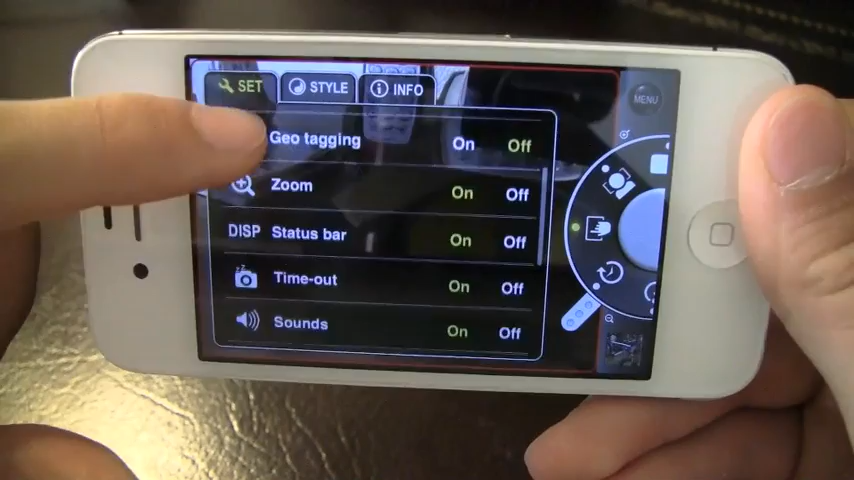 SET STYLE INFO MENU
Geo tagging On Off
Zoom On Off
DISP Status bar On Off
Time-out On Off
Sounds On Off